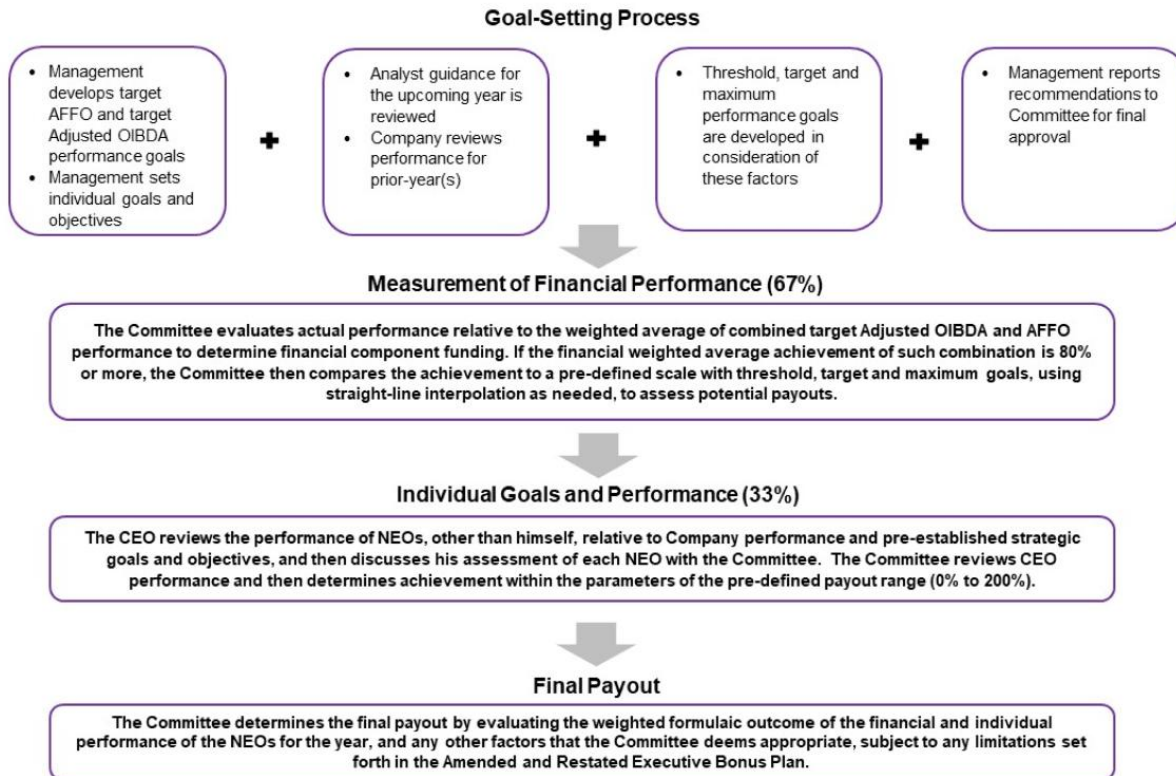 Goal-Setting Process
• Management
develops target
AFFO and target
Adjusted OIBDA
performance goals
• Management sets
individual goals and
objectives
+
• Analyst guidance for
the upcoming year is
reviewed
• Company reviews
performance for
prior-year(s)
+
• Threshold, target and
maximum
performance goals
are developed in
consideration of
these factors
+
• Management reports
recommendations to
Committee for final
approval
Measurement of Financial Performance (67%)
The Committee evaluates actual performance relative to the weighted average of combined target Adjusted OIBDA and AFFO
performance to determine financial component funding. If the financial weighted average achievement of such combination is 80%
or more, the Committee then compares the achievement to a pre-defined scale with threshold, target and maximum goals, using
straight-line interpolation as needed, to assess potential payouts.
Individual Goals and Performance (33%)
The CEO reviews the performance of NEOs, other than himself, relative to Company performance and pre-established strategic
goals and objectives, and then discusses his assessment of each NEO with the Committee. The Committee reviews CEO
performance and then determines achievement within the parameters of the pre-defined payout range (0% to 200%).
Final Payout
The Committee determines the final payout by evaluating the weighted formulaic outcome of the financial and individual
performance of the NEOs for the year, and any other factors that the Committee deems appropriate, subject to any limitations set
forth in the Amended and Restated Executive Bonus Plan.